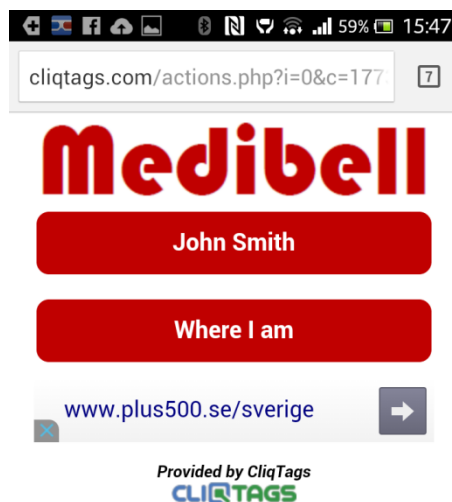 59% 15:47
cliqtags.com/actions.php?i=0&c=177
7
Medibell
John Smith
Where I am
www.plus500.se/sverige
Provided by CliqTags
CLIQTAGS